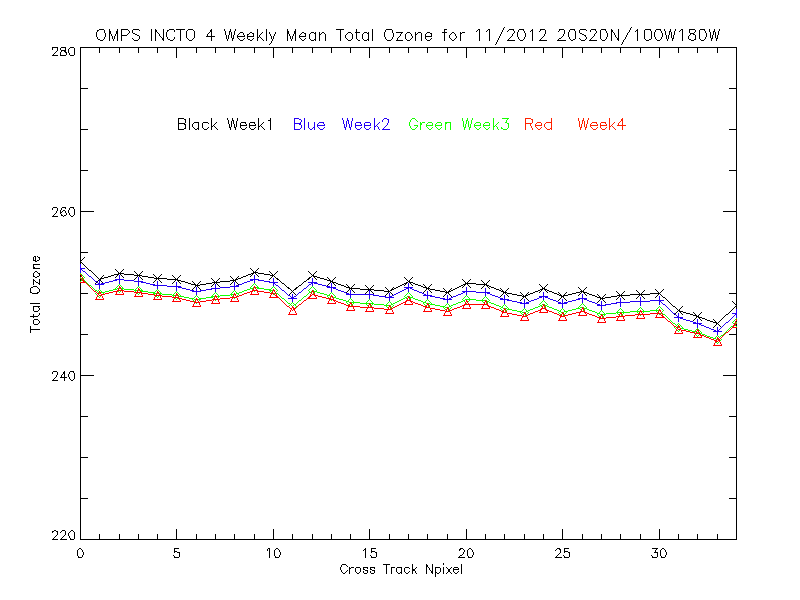 OMPS INCTO 4 Weekly Mean Total Ozone for 11/2012 20S20N/100W180W
280
Black Week1 Blue Week2 Green Week3 Red Week4
260
Total Ozone
240
220
0 5 10 15 20 25 30
Cross Track Npixel